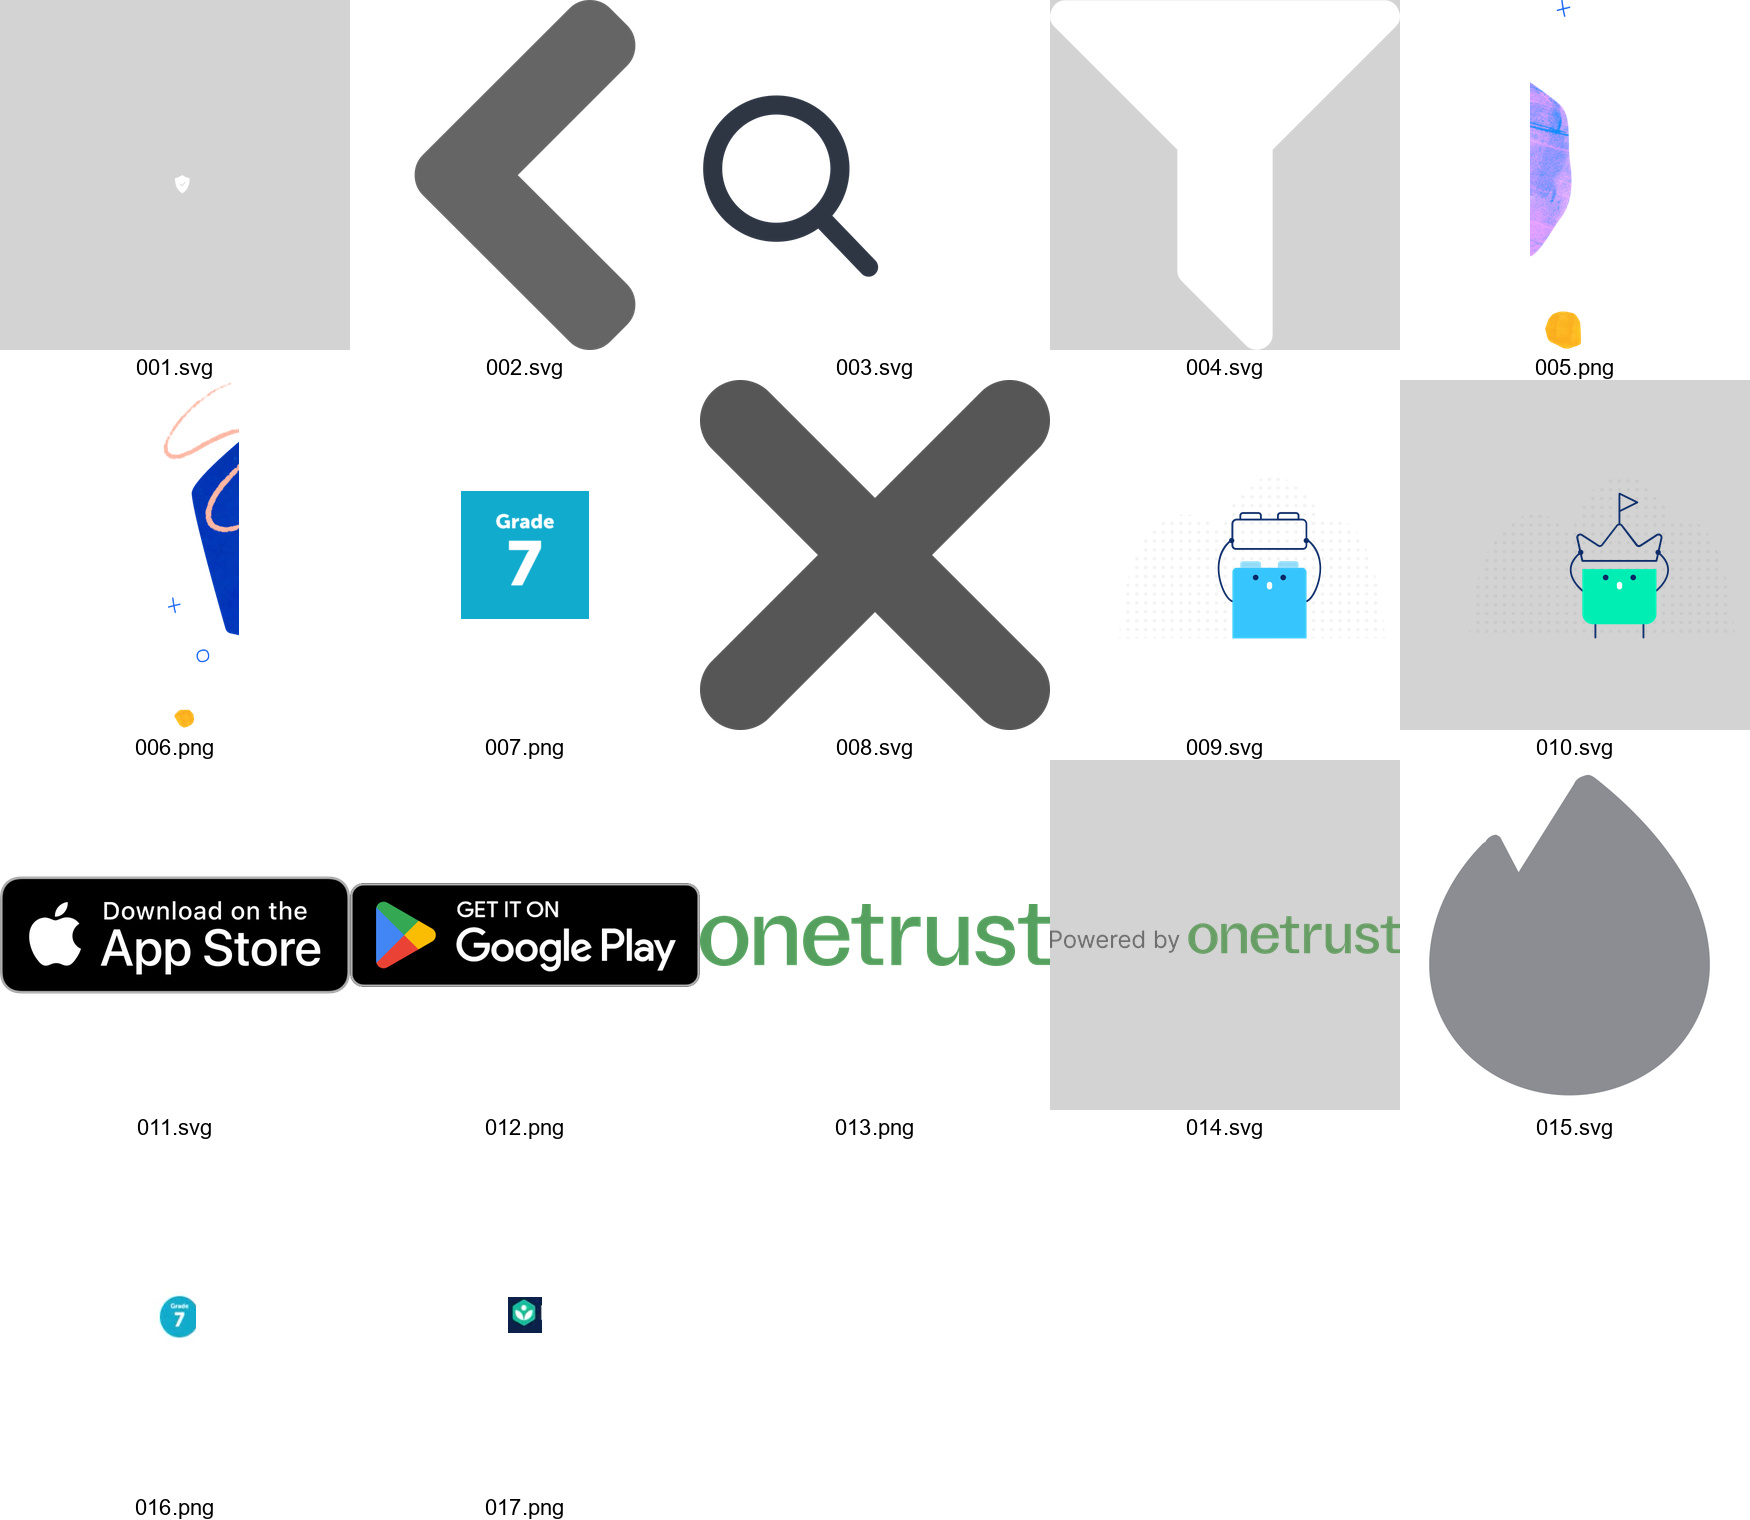 001.svg
002.svg
003.svg
004.svg
005.png
Grade
7
006.png
007.png
008.svg
009.svg
010.svg
Download on the
App Store
GET IT ON
Google Play
onetrust
Powered by onetrust
011.svg
012.png
013.png
014.svg
015.svg
Grade
7
016.png
017.png